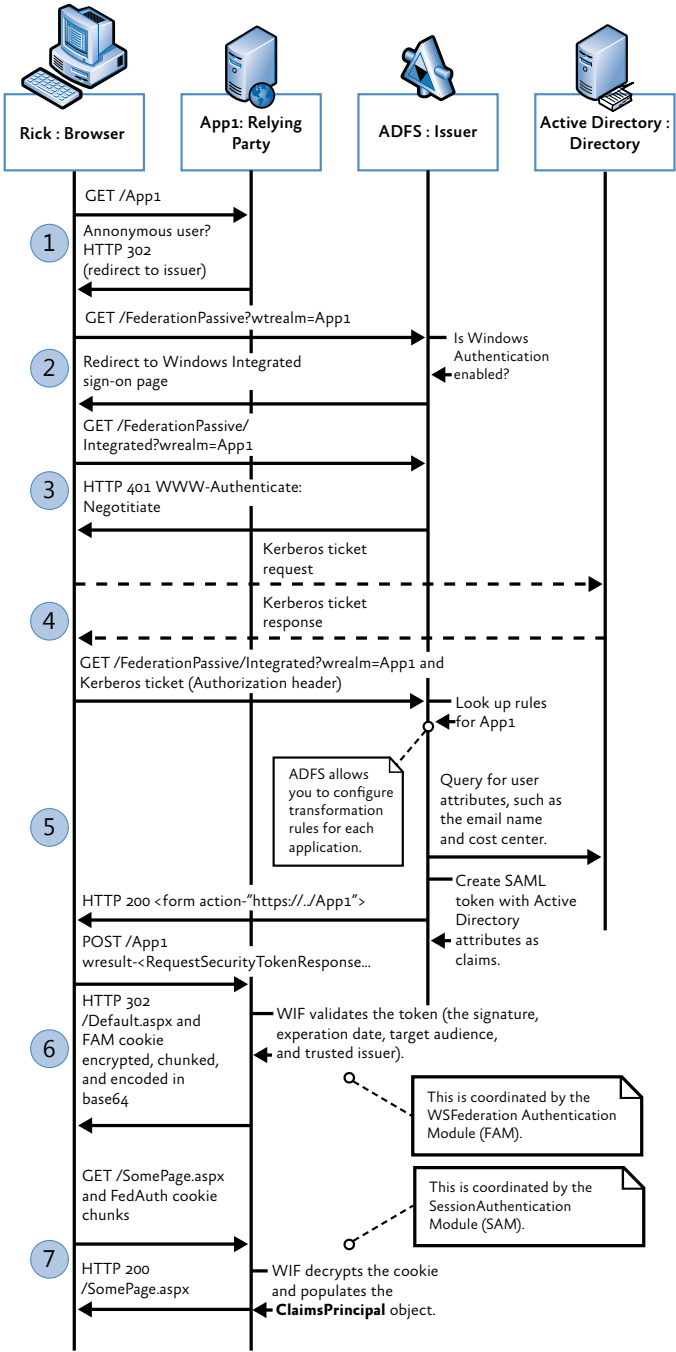 Rick : Browser
App1: Relying
Party
ADFS : Issuer
Active Directory :
Directory
GET /App1
1
Annonymous user?
HTTP 302
(redirect to issuer)
GET /FederationPassive?wtrealm=App1
Is Windows
Authentication
enabled?
2
Redirect to Windows Integrated
sign-on page
GET /FederationPassive/
Integrated?wrealm=App1
3
HTTP 401 WWW-Authenticate:
Negotitiate
Kerberos ticket
request
4
Kerberos ticket
response
GET /FederationPassive/Integrated?wrealm=App1 and
Kerberos ticket (Authorization header)
Look up rules
for App1
5
ADFS allows
you to configure
transformation
rules for each
application.
Query for user
attributes, such as
the email name
and cost center.
Create SAML
token with Active
Directory
attributes as
claims.
HTTP 200 <form action-”https://../App1”>
POST /App1
wresult-<RequestSecurityTokenResponse...
6
HTTP 302
/Default.aspx and
FAM cookie
encrypted, chunked,
and encoded in
base64
WIF validates the token (the signature,
experation date, target audience,
and trusted issuer).
This is coordinated by the
WSFederation Authentication
Module (FAM).
GET /SomePage.aspx
and FedAuth cookie
chunks
This is coordinated by the
SessionAuthentication
Module (SAM).
7
HTTP 200
/SomePage.aspx
WIF decrypts the cookie
and populates the
ClaimsPrincipal object.